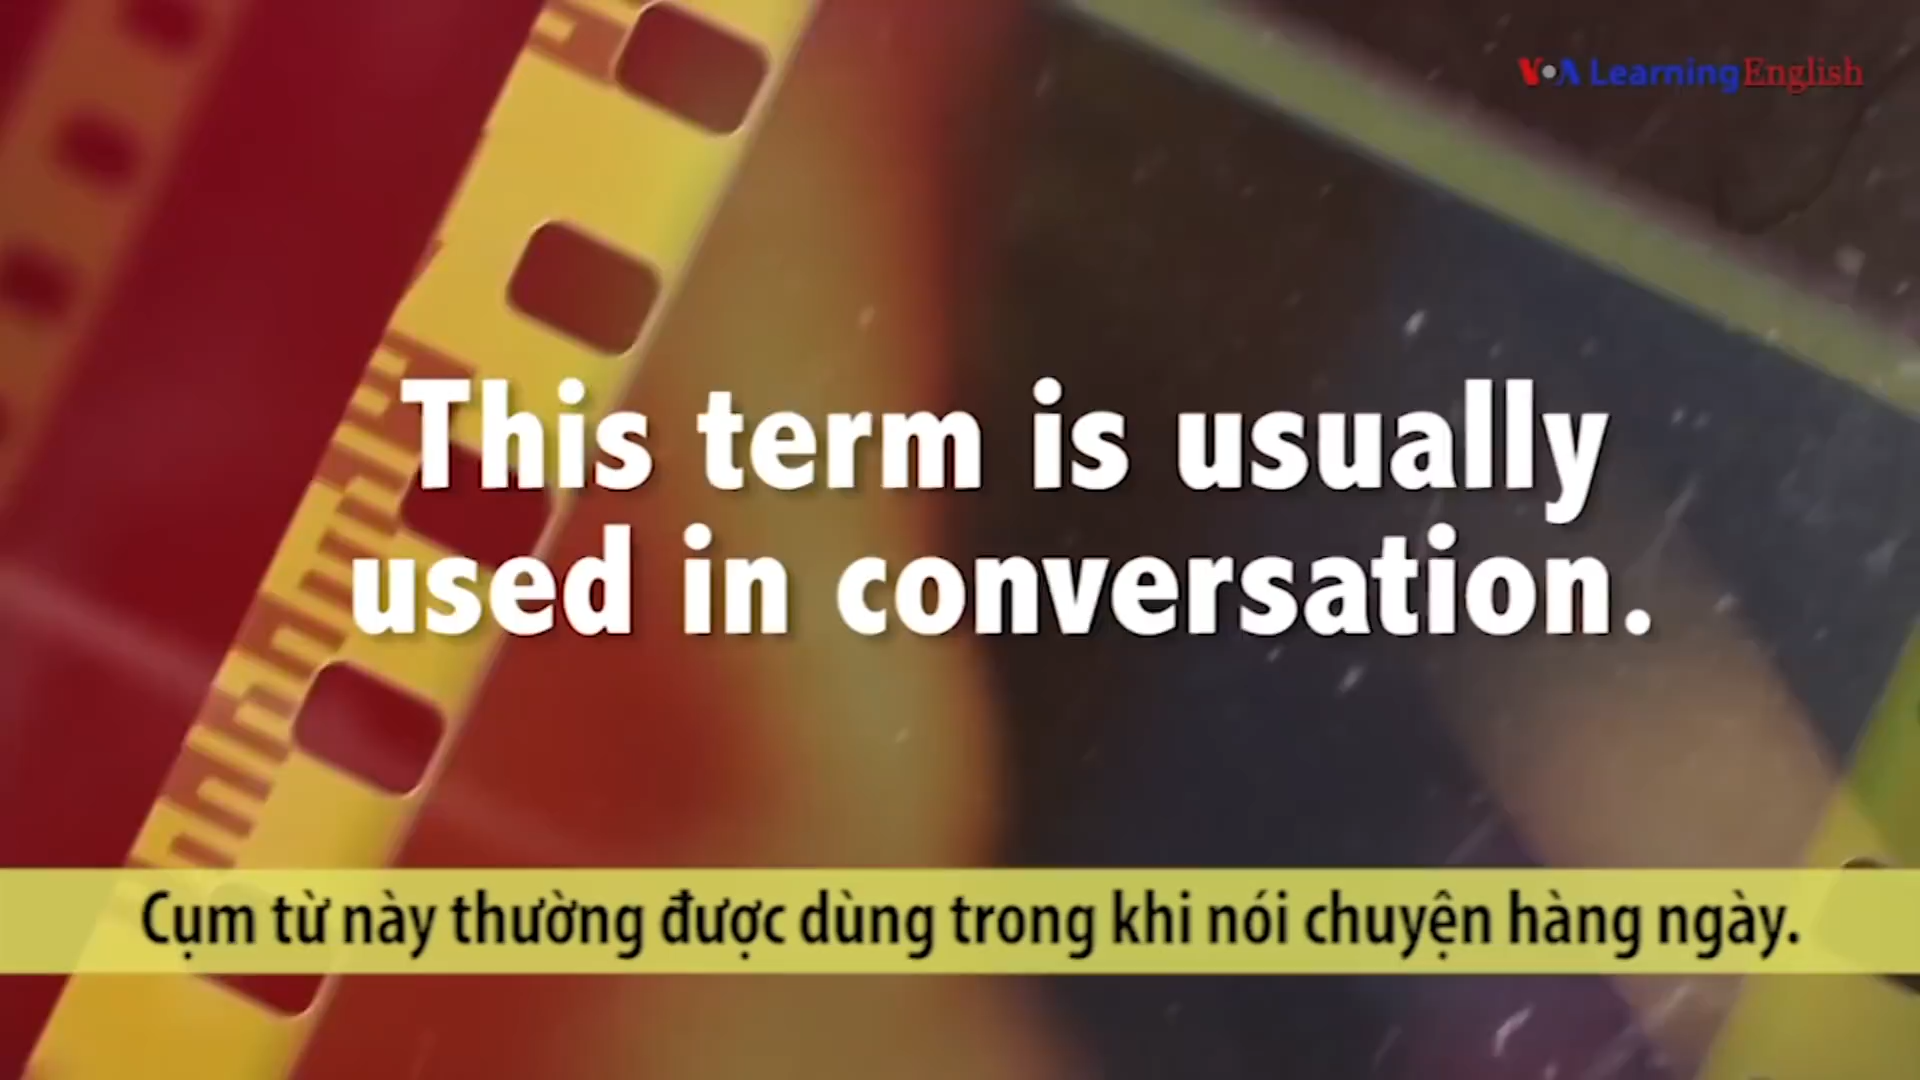 VOA Learning English
This term is usually
used in conversation.
Cụm từ này thường được dùng trong khi nói chuyện hàng ngày.